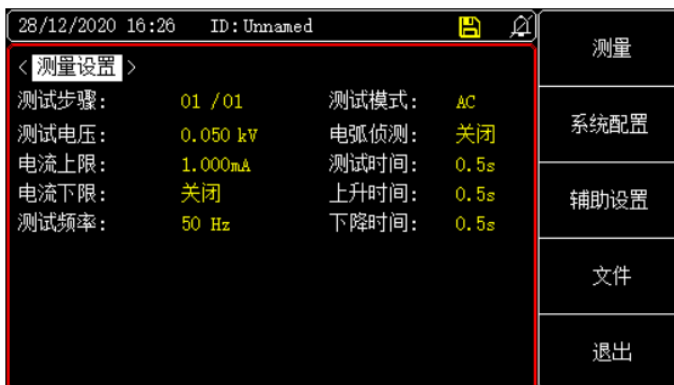 28/12/2020 16:26 ID:Unnamed
< 测量设置 >
测试步骤: 01 /01 测试模式: AC
测试电压: 0.050 kV 电弧侦测: 关闭
电流上限: 1.000mA 测试时间: 0.5s
电流下限: 关闭 上升时间: 0.5s
测试频率: 50 Hz 下降时间: 0.5s
测量
系统配置
辅助设置
文件
退出